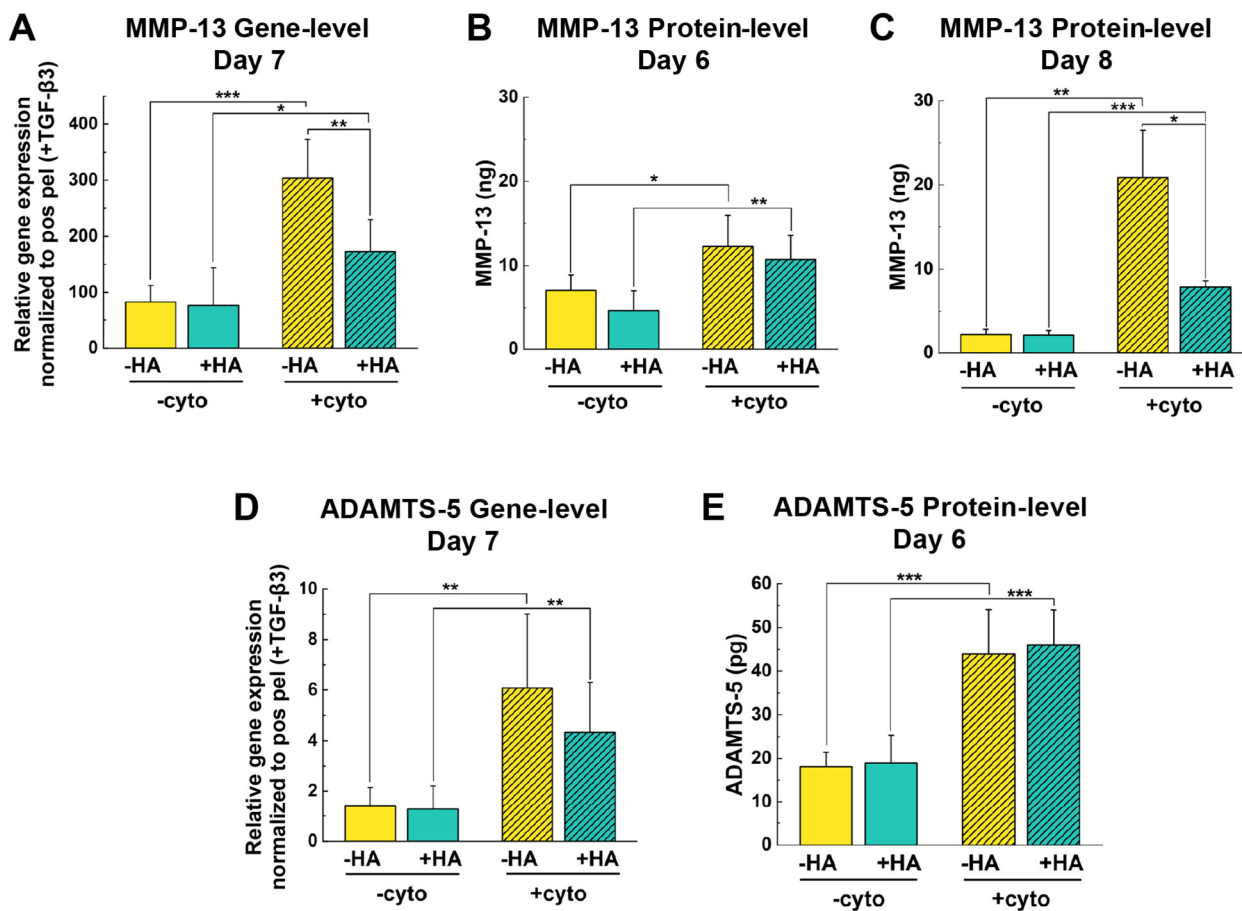 A
MMP-13 Gene-level
Day 7
Relative gene expression
normalized to pos pel (+TGF-β3)
400
300
200
100
0
***
*
**
-HA
+HA
-HA
+HA
-cyto
+cyto
B
MMP-13 Protein-level
Day 6
MMP-13 (ng)
30
20
10
0
*
**
-HA
+HA
-HA
+HA
-cyto
+cyto
C
MMP-13 Protein-level
Day 8
MMP-13 (ng)
30
20
10
0
**
***
*
-HA
+HA
-HA
+HA
-cyto
+cyto
D
ADAMTS-5 Gene-level
Day 7
Relative gene expression
normalized to pos pel (+TGF-β3)
10
8
6
4
2
0
**
**
-HA
+HA
-HA
+HA
-cyto
+cyto
E
ADAMTS-5 Protein-level
Day 6
ADAMTS-5 (pg)
60
50
40
30
20
10
0
***
***
-HA
+HA
-HA
+HA
-cyto
+cyto